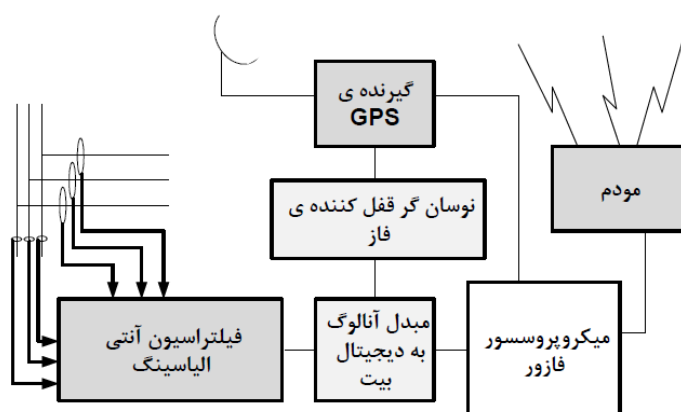 گیرنده ی
GPS
مودم
نوسان گر قفل کننده ی
فاز
فیلتراسیون آنتی
الیاسینگ
مبدل آنالوگ
به دیجیتال
بیت
میکروپروسسور
فازور